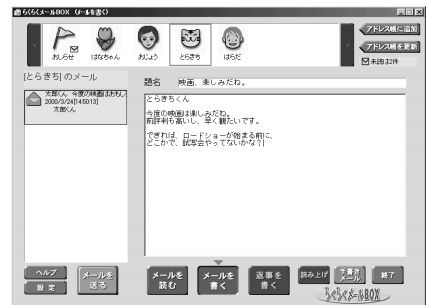 らくらくメールBOX (メールを書く)
おしらせ
はなちゃん
おじょう
とらきち
いらだ
アドレス帳に追加
アドレス帳を更新
未読は2件
[とらきち] のメール
題名 映画、楽しみだね。
太郎くん 今度の映画はおもし
2000/3/24[14:50:13]
太郎くん
とらきちくん
今度の映画は楽しみだね。
前評判も高いし、早く観たいです。
できれば、ロードショーが始まる前に、
どこかで、試写会やってないかな?
ヘルプ
設定
メールを送る
メールを読む
メールを書く
返事を書く
読み上げ
手書きメール
終了
らくらくメールBOX